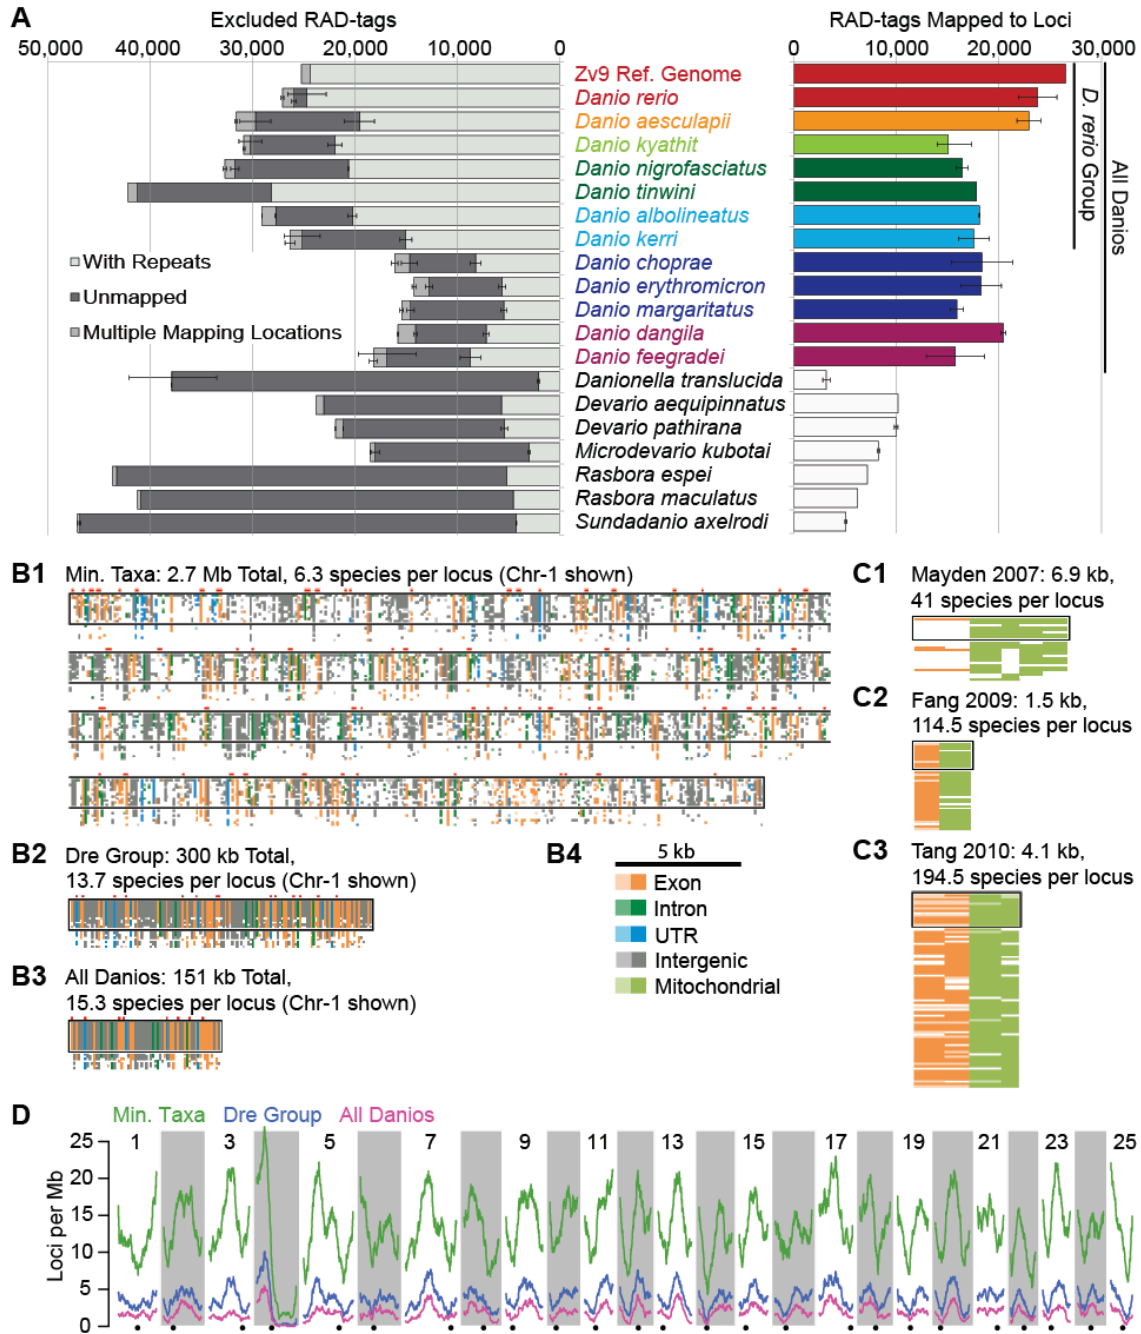 A
Excluded RAD-tags
RAD-tags Mapped to Loci
50,000 40,000 30,000 20,000 10,000 0
0 10,000 20,000 30,000
Zv9 Ref. Genome
Danio rerio
Danio aesculapii
Danio kyathit
Danio nigrofasciatus
Danio tinwini
Danio albolineatus
Danio kerri
Danio choprae
Danio erythromicron
Danio margaritatus
Danio dangila
Danio feegradei
Danionella translucida
Devario aequipinnatus
Devario pathirana
Microdevario kubotai
Rasbora espei
Rasbora maculatus
Sundadanio axelrodi
With Repeats
Unmapped
Multiple Mapping Locations
D. rerio Group
All Danios
B1 Min. Taxa: 2.7 Mb Total, 6.3 species per locus (Chr-1 shown)
B2 Dre Group: 300 kb Total,
13.7 species per locus (Chr-1 shown)
B3 All Danios: 151 kb Total,
15.3 species per locus (Chr-1 shown)
B4 5 kb
Exon
Intron
UTR
Intergenic
Mitochondrial
C1 Mayden 2007: 6.9 kb,
41 species per locus
C2 Fang 2009: 1.5 kb,
114.5 species per locus
C3 Tang 2010: 4.1 kb,
194.5 species per locus
D Min. Taxa Dre Group All Danios
1 3 5 7 9 11 13 15 17 19 21 23 25
Loci per Mb
25
20
15
10
5
0